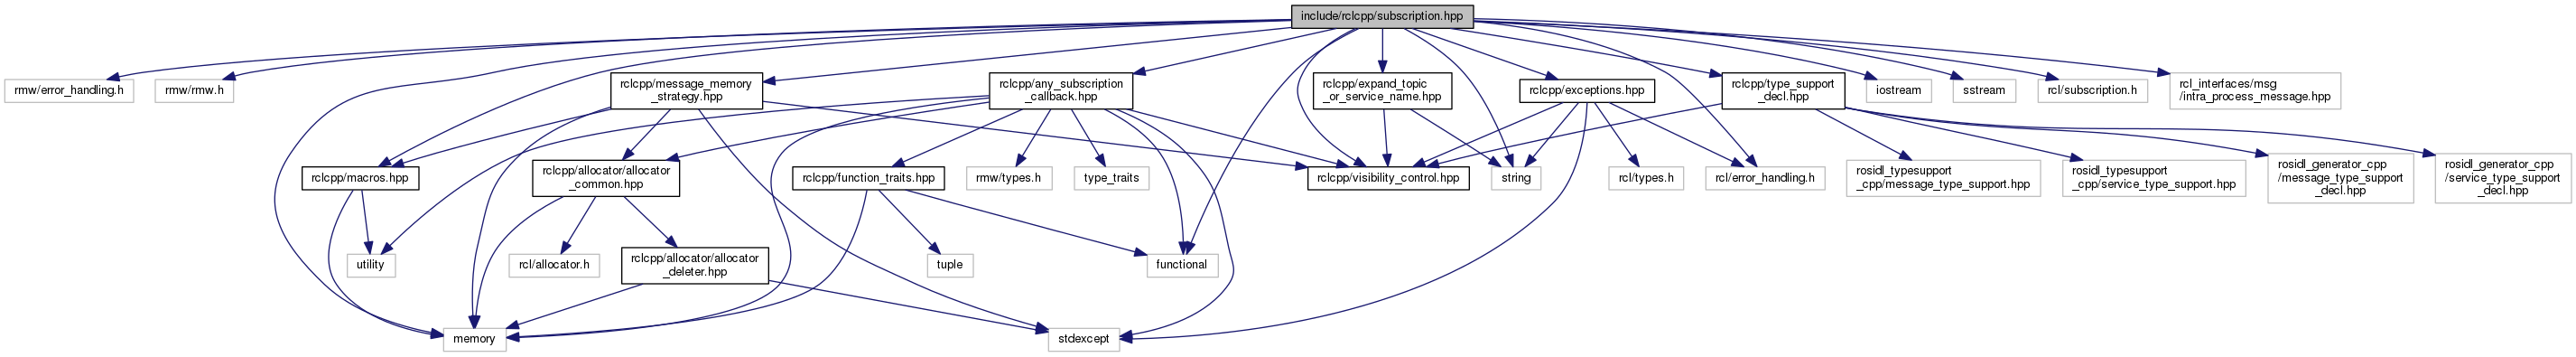 include/rclcpp/subscription.hpp
rmw/error_handling.h
rmw/rmw.h
rclcpp/message_memory
_strategy.hpp
rclcpp/any_subscription
_callback.hpp
rclcpp/expand_topic
_or_service_name.hpp
rclcpp/exceptions.hpp
rclcpp/type_support
_decl.hpp
iostream
sstream
rcl/subscription.h
rcl_interfaces/msg
/intra_process_message.hpp
rclcpp/macros.hpp
rclcpp/allocator/allocator
_common.hpp
rclcpp/function_traits.hpp
rmw/types.h
type_traits
rclcpp/visibility_control.hpp
string
rcl/types.h
rcl/error_handling.h
rosidl_typesupport
_cpp/message_type_support.hpp
rosidl_typesupport
_cpp/service_type_support.hpp
rosidl_generator_cpp
/message_type_support
_decl.hpp
rosidl_generator_cpp
/service_type_support
_decl.hpp
utility
rcl/allocator.h
rclcpp/allocator/allocator
_deleter.hpp
tuple
functional
memory
stdexcept